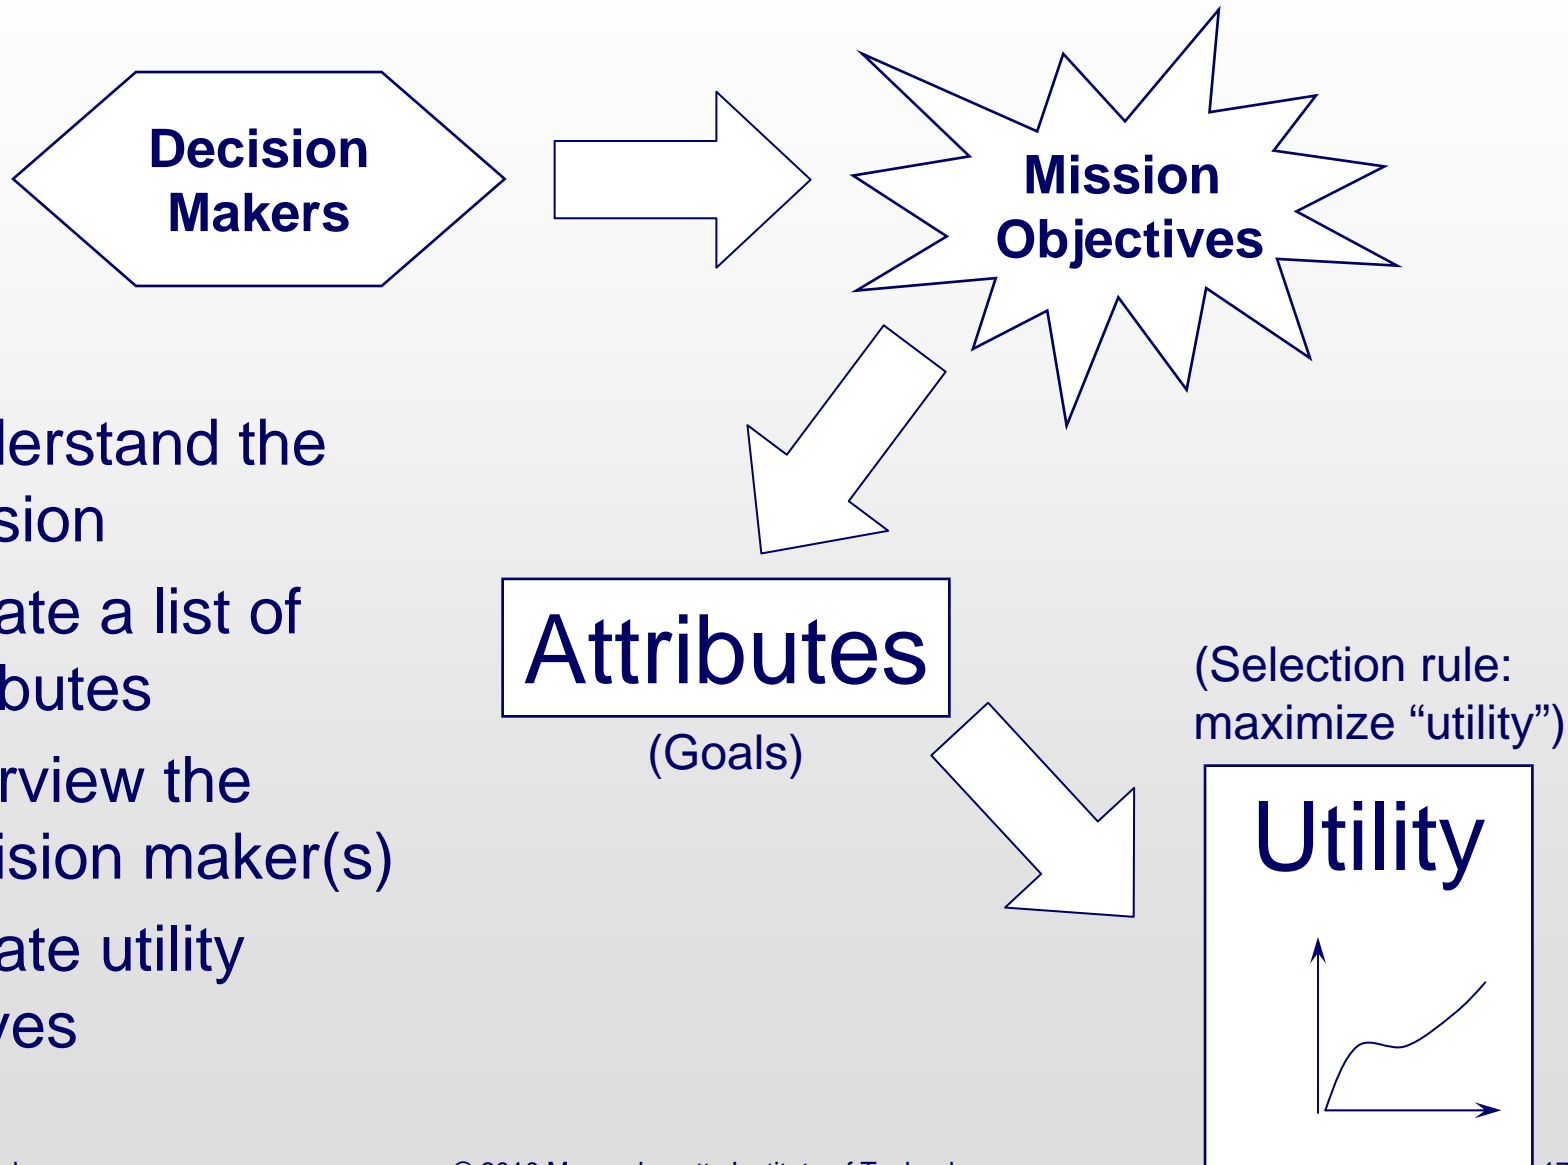 Decision
Makers
Mission
Objectives
derstand the
sion
ate a list of
butes
rview the
ision maker(s)
ate utility
ves
Attributes
(Goals)
(Selection rule:
maximize “utility”)
Utility